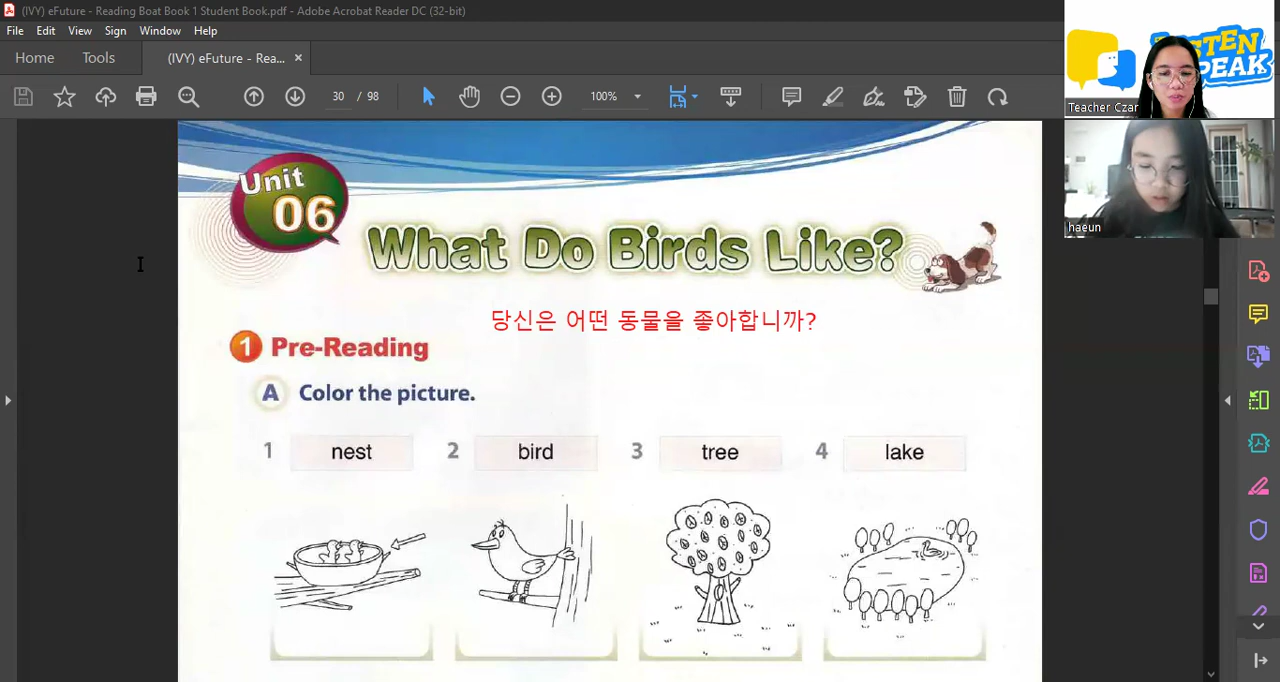 (IVY) eFuture - Reading Boat Book 1 Student Book.pdf - Adobe Acrobat Reader DC (32-bit)
File Edit View Sign Window Help
Home Tools (IVY) eFuture - Rea... ×
30 / 98 100%
LISTEN
SPEAK
Teacher Czar
haeun
Unit
06
What Do Birds Like?
당신은 어떤 동물을 좋아합니까?
1 Pre-Reading
A Color the picture.
1 nest 2 bird 3 tree 4 lake